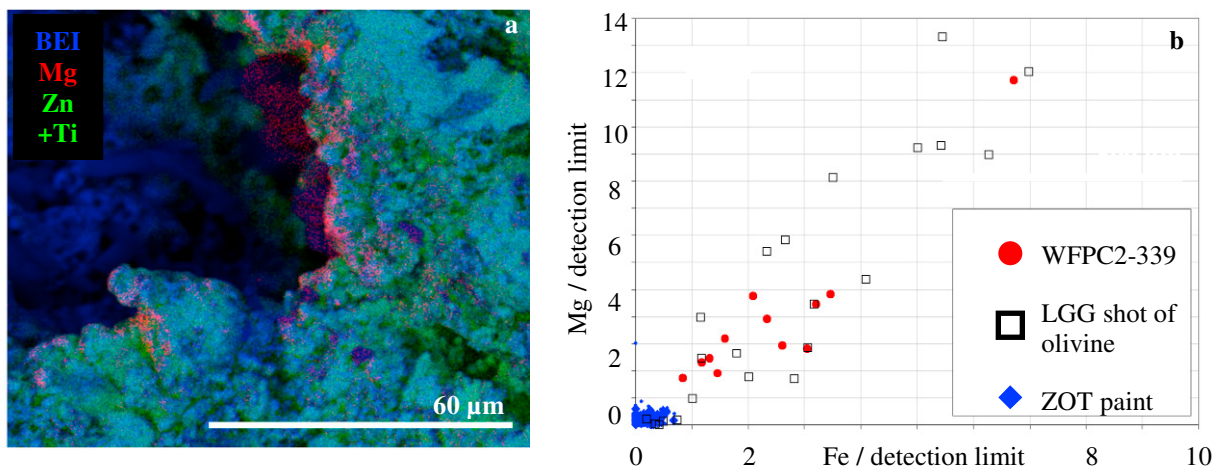 a
BEI
Mg
Zn
+Ti
60 µm
b
14
12
10
8
6
4
2
0
Mg / detection limit
WFPC2-339
LGG shot of
olivine
ZOT paint
0
2
Fe / detection limit
8
10